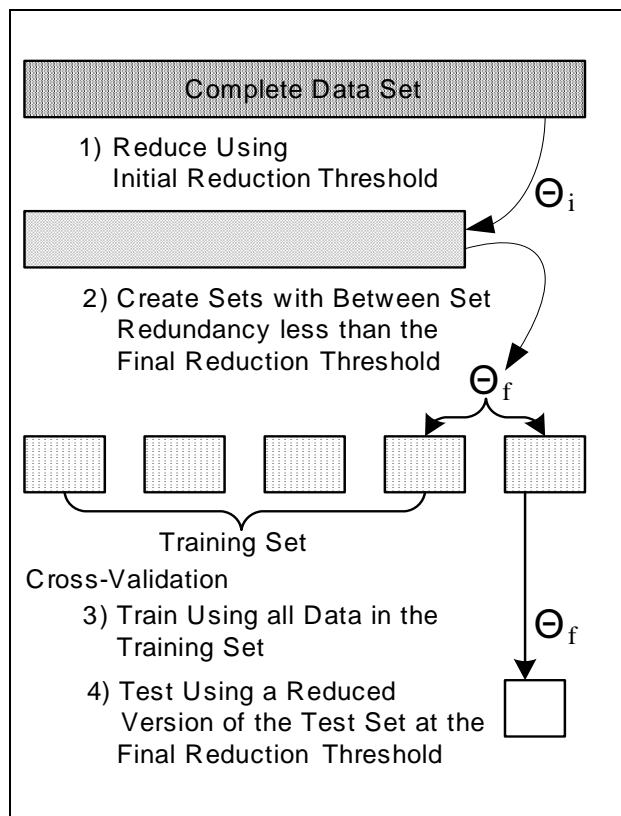 Complete Data Set
1) Reduce Using
Initial Reduction Threshold
Θi
2) Create Sets with Between Set
Redundancy less than the
Final Reduction Threshold
Θf
Training Set
Cross-Validation
3) Train Using all Data in the
Training Set
Θf
4) Test Using a Reduced
Version of the Test Set at the
Final Reduction Threshold